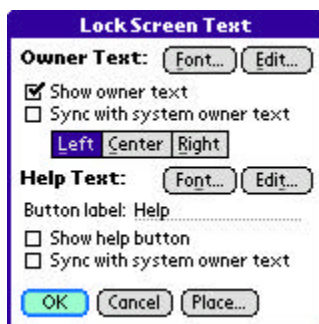 Lock Screen Text
Owner Text: Font... Edit...
Show owner text
Sync with system owner text
Left Center Right
Help Text: Font... Edit...
Button label: Help
Show help button
Sync with system owner text
OK Cancel Place...